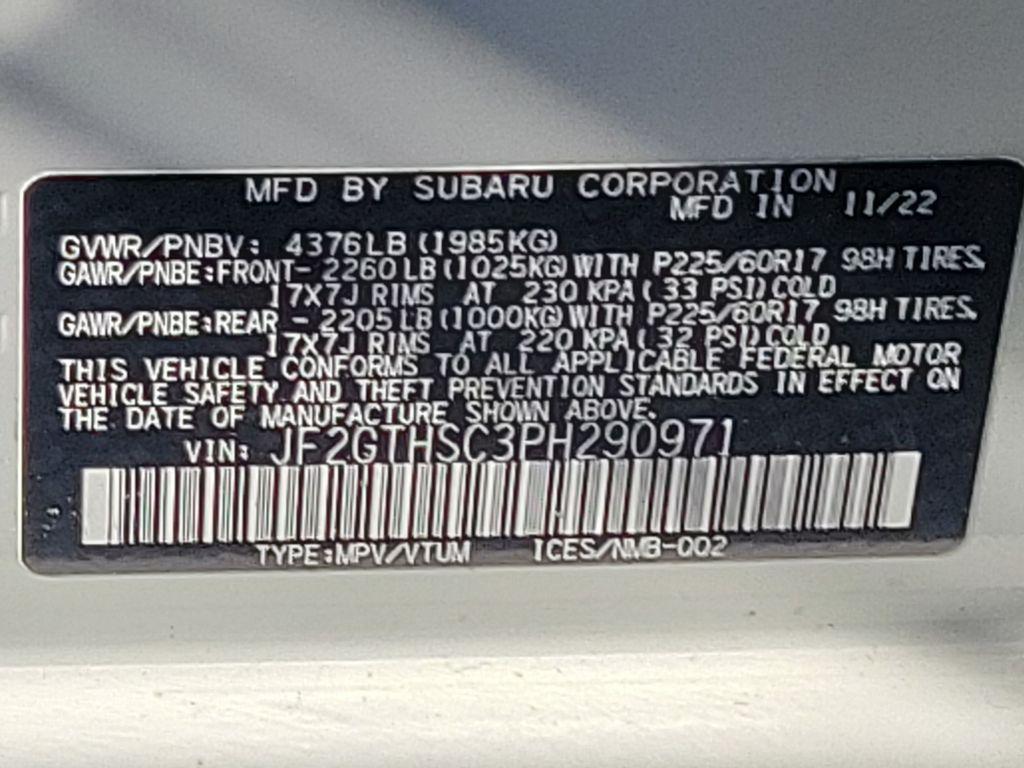 MFD BY SUBARU CORPORATION
MFD IN 11/22
GVWR/PNBV: 4376LB (1985KG)
GAWR/PNBE:FRONT- 2260 LB (1025KG) WITH P225/60R17 98H TIRES,
17X7J RIMS AT 230 KPA ( 33 PSI) COLD
GAWR/PNBE:REAR - 2205 LB (1000KG) WITH P225/60R17 98H TIRES,
17X7J RIMS AT 220 KPA ( 32 PSI) COLD
THIS VEHICLE CONFORMS TO ALL APPLICABLE FEDERAL MOTOR
VEHICLE SAFETY AND THEFT PREVENTION STANDARDS IN EFFECT ON
THE DATE OF MANUFACTURE SHOWN ABOVE.
VIN: JF2GTHSC3PH290971
TYPE:MPV/VTUM ICES/NMB-002